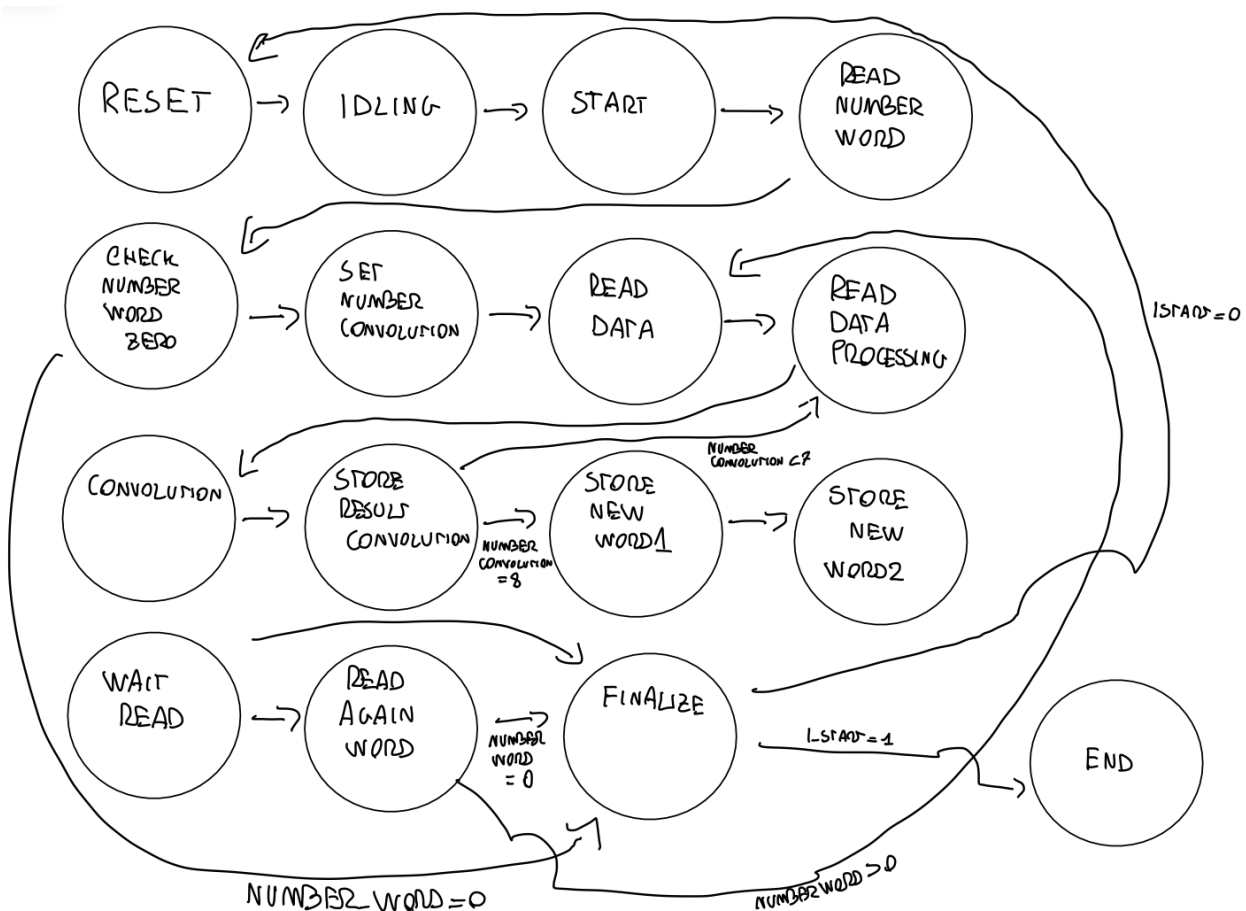 RESET
IDLING
START
READ
NUMBER
WORD
CHECK
NUMBER
WORD
ZERO
SET
NUMBER
CONVOLUTION
READ
DATA
READ
DATA
PROCESSING
ISTART=0
CONVOLUTION
STORE
RESULT
CONVOLUTION
NUMBER
CONVOLUTION <7
NUMBER
CONVOLUTION
=8
STORE
NEW
WORD1
STORE
NEW
WORD2
WAIT
READ
READ
AGAIN
WORD
NUMBER
WORD
=0
FINALIZE
I_START=1
END
NUMBER_WORD=0
NUMBER WORD>0